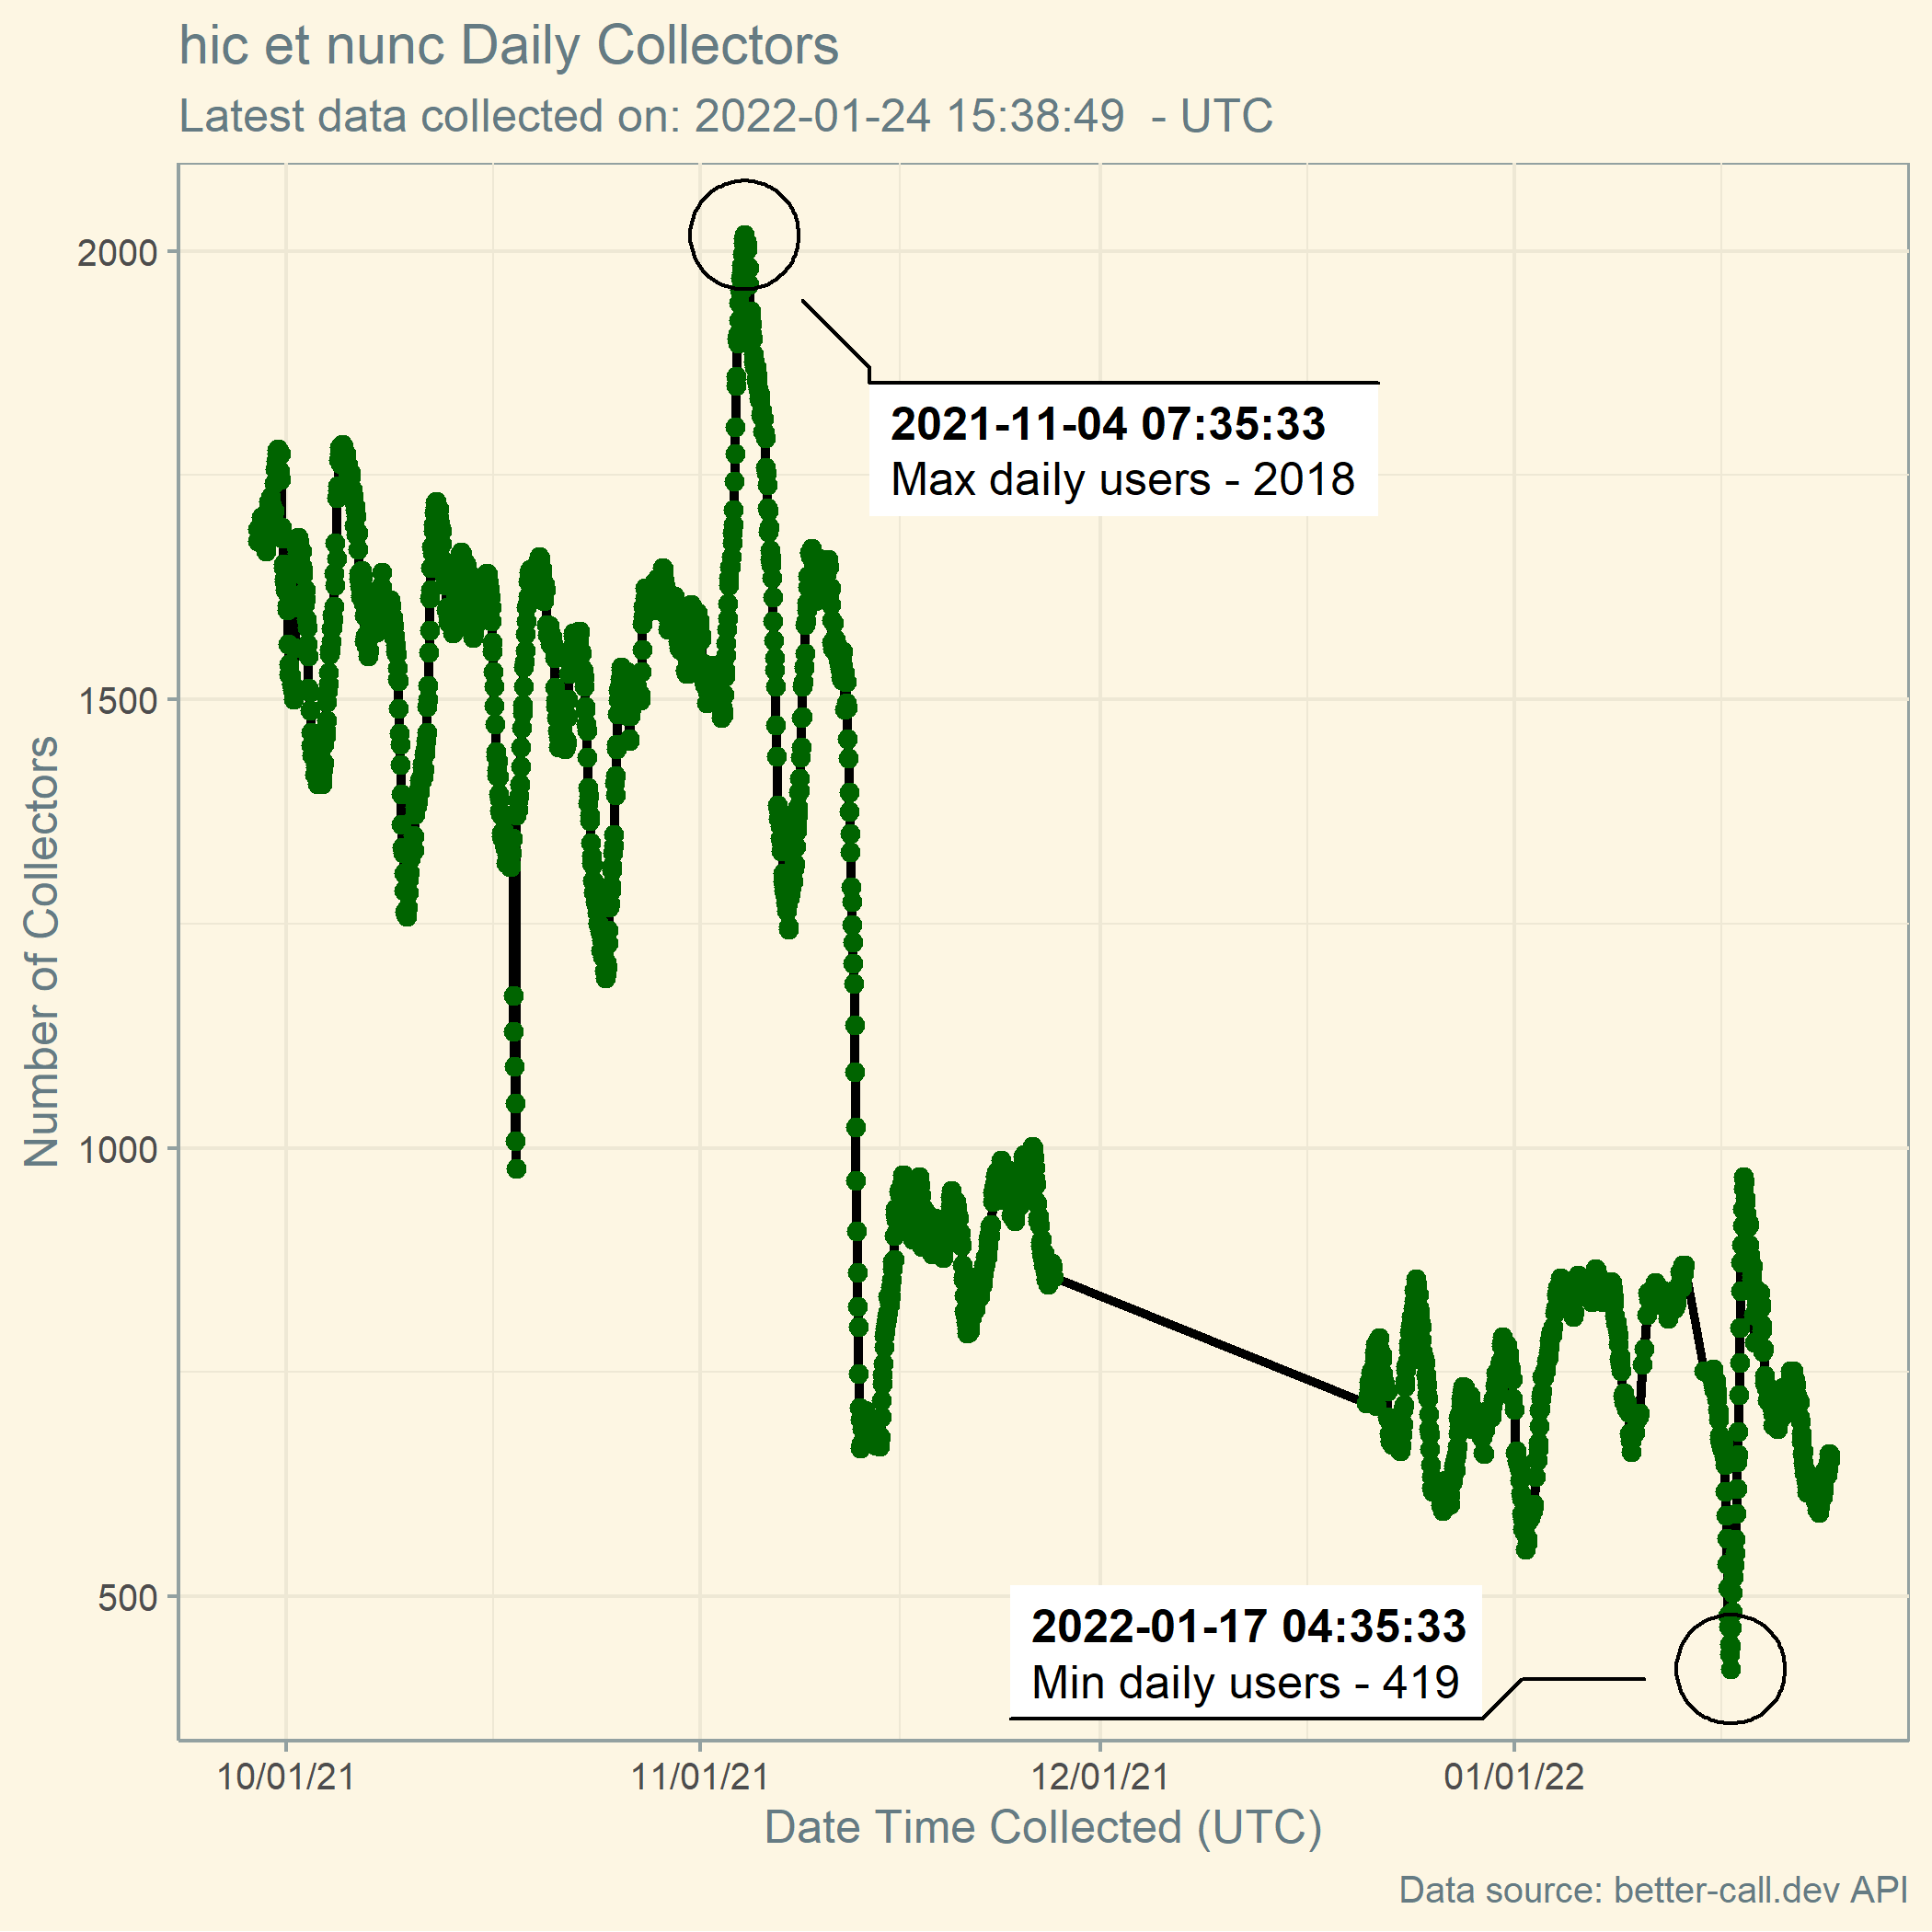 hic et nunc Daily Collectors
Latest data collected on: 2022-01-24 15:38:49  - UTC
2000
1500
1000
500
Number of Collectors
2021-11-04 07:35:33
Max daily users - 2018
2022-01-17 04:35:33
Min daily users - 419
10/01/21
11/01/21
12/01/21
01/01/22
Date Time Collected (UTC)
Data source: better-call.dev API